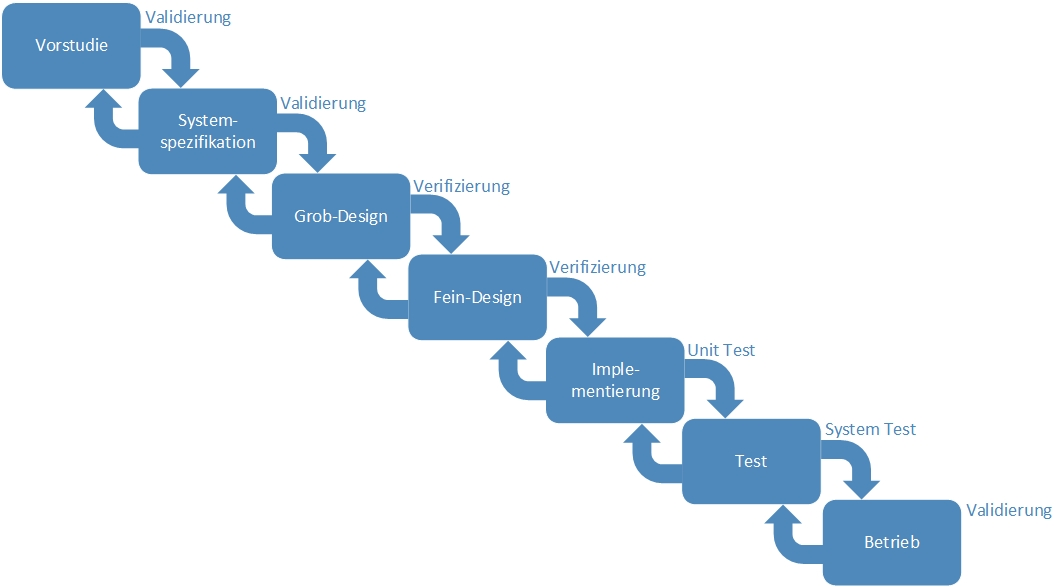 Validierung
Vorstudie
Validierung
System-
spezifikation
Verifizierung
Grob-Design
Verifizierung
Fein-Design
Unit Test
Imple-
mentierung
System Test
Test
Validierung
Betrieb